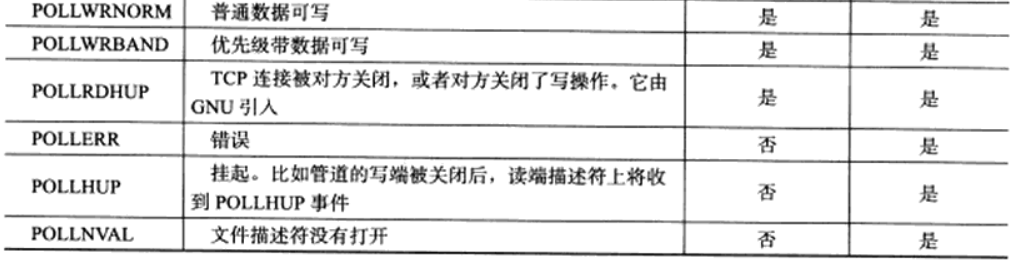 POLLWRNORM 普通数据可写 是 是
POLLWRBAND 优先级带数据可写 是 是
POLLRDHUP TCP 连接被对方关闭，或者对方关闭了写操作。它由
GNU 引入 是 是
POLLERR 错误 否 是
POLLHUP 挂起。比如管道的写端被关闭后，读端描述符上将收
到 POLLHUP 事件 否 是
POLLNVAL 文件描述符没有打开 否 是